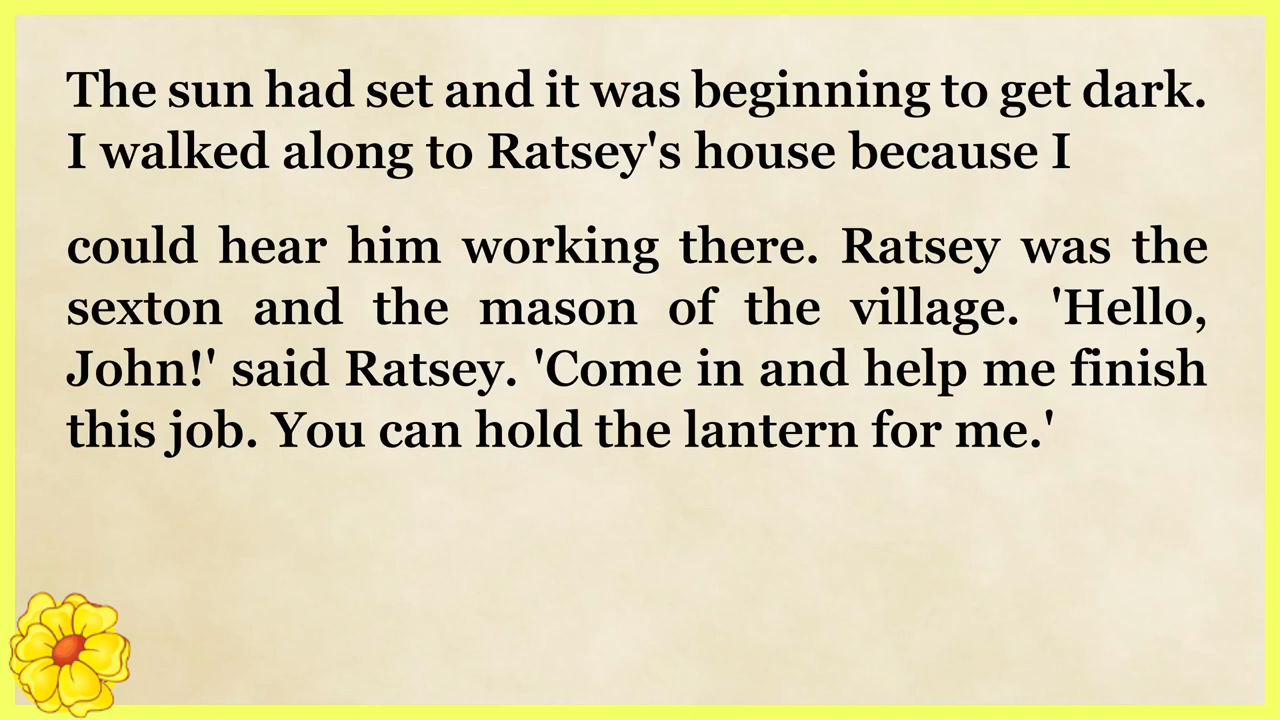 The sun had set and it was beginning to get dark.
I walked along to Ratsey's house because I
could hear him working there. Ratsey was the
sexton and the mason of the village. 'Hello,
John!' said Ratsey. 'Come in and help me finish
this job. You can hold the lantern for me.'